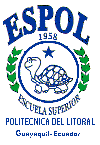 ESPOL
1958
ESCUELA SUPERIOR
POLITECNICA DEL LITORAL
Guayaquil - Ecuador